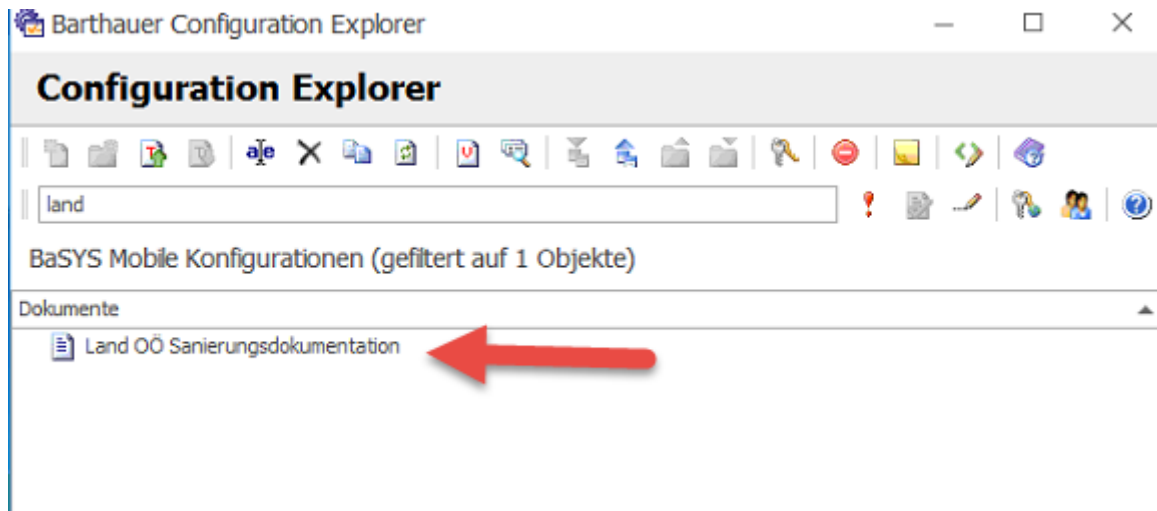 Barthauer Configuration Explorer
Configuration Explorer
land
BaSYS Mobile Konfigurationen (gefiltert auf 1 Objekte)
Dokumente
Land OÖ Sanierungsdokumentation